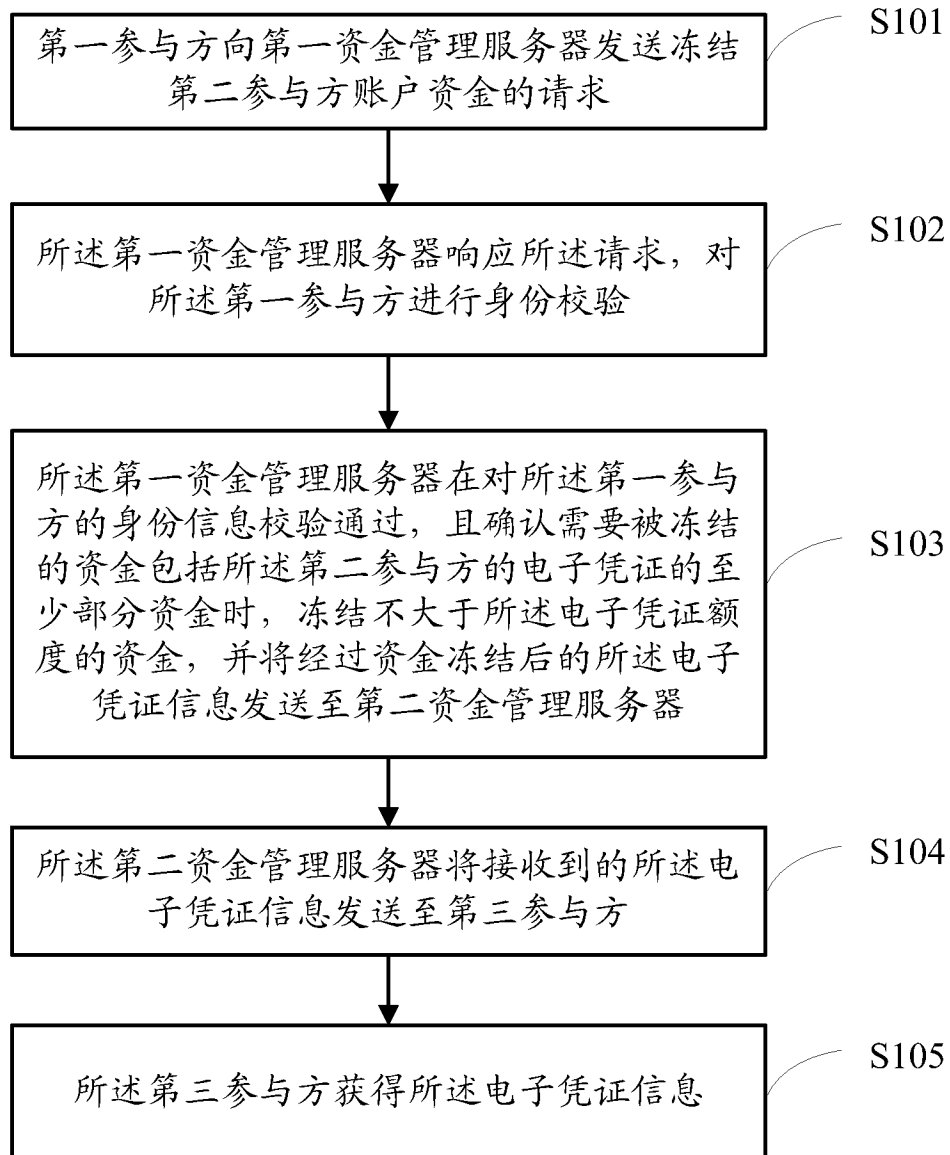 第一参与方向第一资金管理服务器发送冻结
第二参与方账户资金的请求
S101
所述第一资金管理服务器响应所述请求，对
所述第一参与方进行身份校验
S102
所述第一资金管理服务器在对所述第一参与
方的身份信息校验通过，且确认需要被冻结
的资金包括所述第二参与方的电子凭证的至
少部分资金时，冻结不大于所述电子凭证额
度的资金，并将经过资金冻结后的所述电子
凭证信息发送至第二资金管理服务器
S103
所述第二资金管理服务器将接收到的所述电
子凭证信息发送至第三参与方
S104
所述第三参与方获得所述电子凭证信息
S105